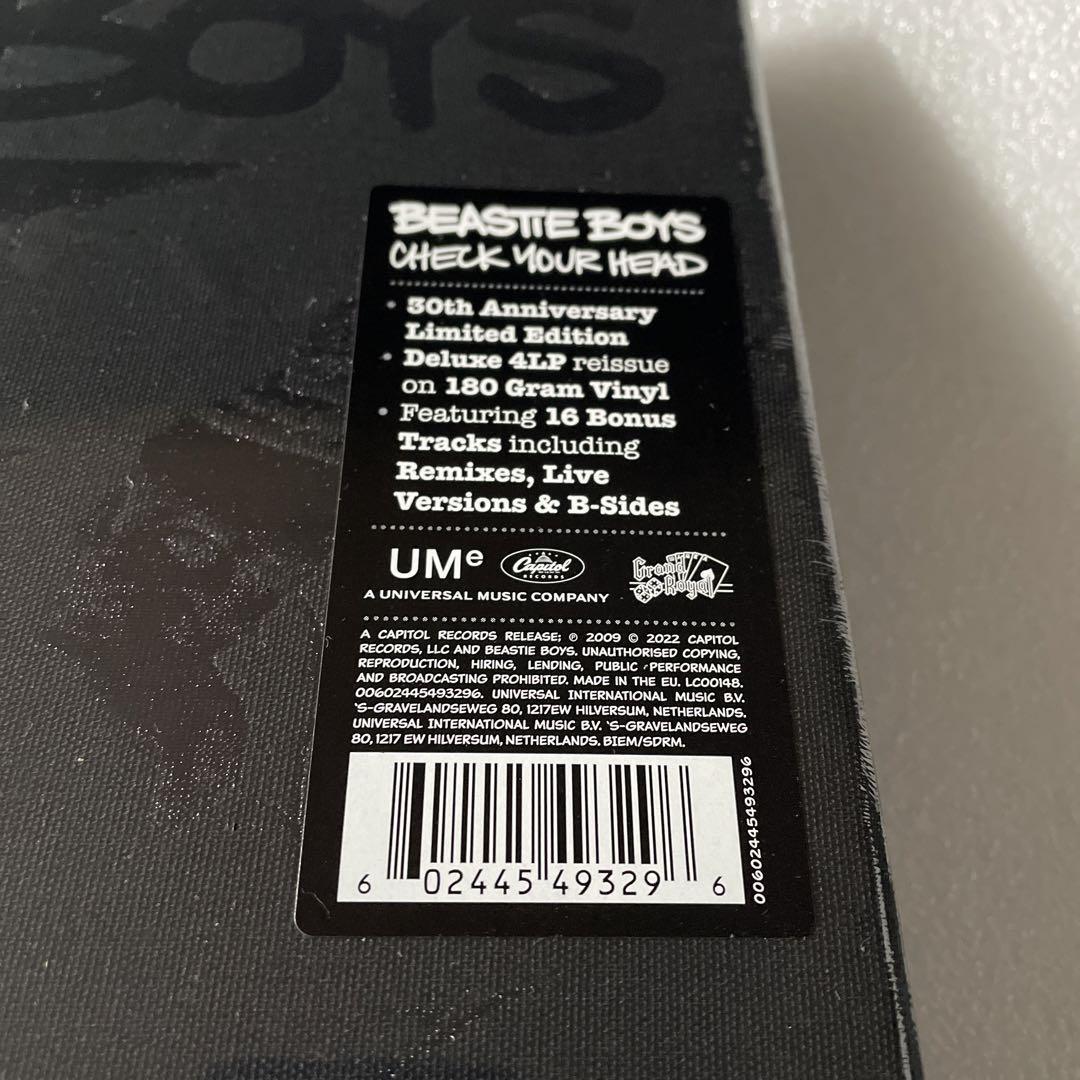 BOYS
BEASTIE BOYS
CHECK YOUR HEAD
• 30th Anniversary
Limited Edition
• Deluxe 4LP reissue
on 180 Gram Vinyl
• Featuring 16 Bonus
Tracks including
Remixes, Live
Versions & B-Sides
UMe Capitol RECORDS Grand Royal
A UNIVERSAL MUSIC COMPANY
A CAPITOL RECORDS RELEASE; ℗ 2009 © 2022 CAPITOL
RECORDS, LLC AND BEASTIE BOYS. UNAUTHORISED COPYING,
REPRODUCTION, HIRING, LENDING, PUBLIC PERFORMANCE
AND BROADCASTING PROHIBITED. MADE IN THE EU. LC00148.
00602445493296. UNIVERSAL INTERNATIONAL MUSIC B.V.
'S-GRAVELANDSEWEG 80, 1217EW HILVERSUM, NETHERLANDS.
UNIVERSAL INTERNATIONAL MUSIC B.V. 'S-GRAVELANDSEWEG
80, 1217 EW HILVERSUM, NETHERLANDS. BIEM/SDRM.
6 02445 49329 6
00602445493296